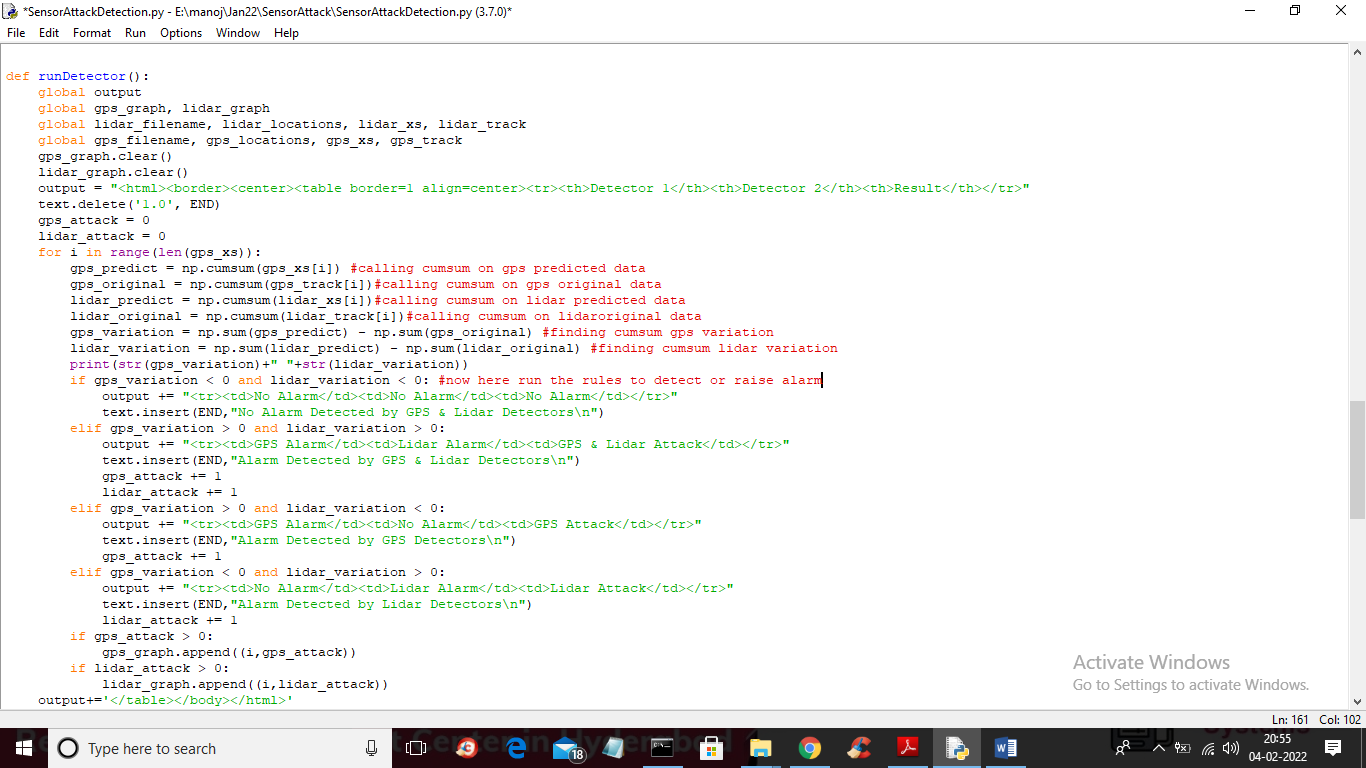 *SensorAttackDetection.py - E:\manoj\Jan22\SensorAttack\SensorAttackDetection.py (3.7.0)*
File Edit Format Run Options Window Help
def runDetector():
    global output
    global gps_graph, lidar_graph
    global lidar_filename, lidar_locations, lidar_xs, lidar_track
    global gps_filename, gps_locations, gps_xs, gps_track
    gps_graph.clear()
    lidar_graph.clear()
    output = "<html><border><center><table border=1 align=center><tr><th>Detector 1</th><th>Detector 2</th><th>Result</th></tr>"
    text.delete('1.0', END)
    gps_attack = 0
    lidar_attack = 0
    for i in range(len(gps_xs)):
        gps_predict = np.cumsum(gps_xs[i]) #calling cumsum on gps predicted data
        gps_original = np.cumsum(gps_track[i])#calling cumsum on gps original data
        lidar_predict = np.cumsum(lidar_xs[i])#calling cumsum on lidar predicted data
        lidar_original = np.cumsum(lidar_track[i])#calling cumsum on lidaroriginal data
        gps_variation = np.sum(gps_predict) - np.sum(gps_original) #finding cumsum gps variation
        lidar_variation = np.sum(lidar_predict) - np.sum(lidar_original) #finding cumsum lidar variation
        print(str(gps_variation)+" "+str(lidar_variation))
        if gps_variation < 0 and lidar_variation < 0: #now here run the rules to detect or raise alarm
            output += "<tr><td>No Alarm</td><td>No Alarm</td><td>No Alarm</td></tr>"
            text.insert(END,"No Alarm Detected by GPS & Lidar Detectors\n")
        elif gps_variation > 0 and lidar_variation > 0:
            output += "<tr><td>GPS Alarm</td><td>Lidar Alarm</td><td>GPS & Lidar Attack</td></tr>"
            text.insert(END,"Alarm Detected by GPS & Lidar Detectors\n")
            gps_attack += 1
            lidar_attack += 1
        elif gps_variation > 0 and lidar_variation < 0:
            output += "<tr><td>GPS Alarm</td><td>No Alarm</td><td>GPS Attack</td></tr>"
            text.insert(END,"Alarm Detected by GPS Detectors\n")
            gps_attack += 1
        elif gps_variation < 0 and lidar_variation > 0:
            output += "<tr><td>No Alarm</td><td>Lidar Alarm</td><td>Lidar Attack</td></tr>"
            text.insert(END,"Alarm Detected by Lidar Detectors\n")
            lidar_attack += 1
        if gps_attack > 0:
            gps_graph.append((i,gps_attack))
        if lidar_attack > 0:
            lidar_graph.append((i,lidar_attack))
    output+='</table></body></html>'
Activate Windows
Go to Settings to activate Windows.
Ln: 161 Col: 102
Type here to search
18
20:55
04-02-2022